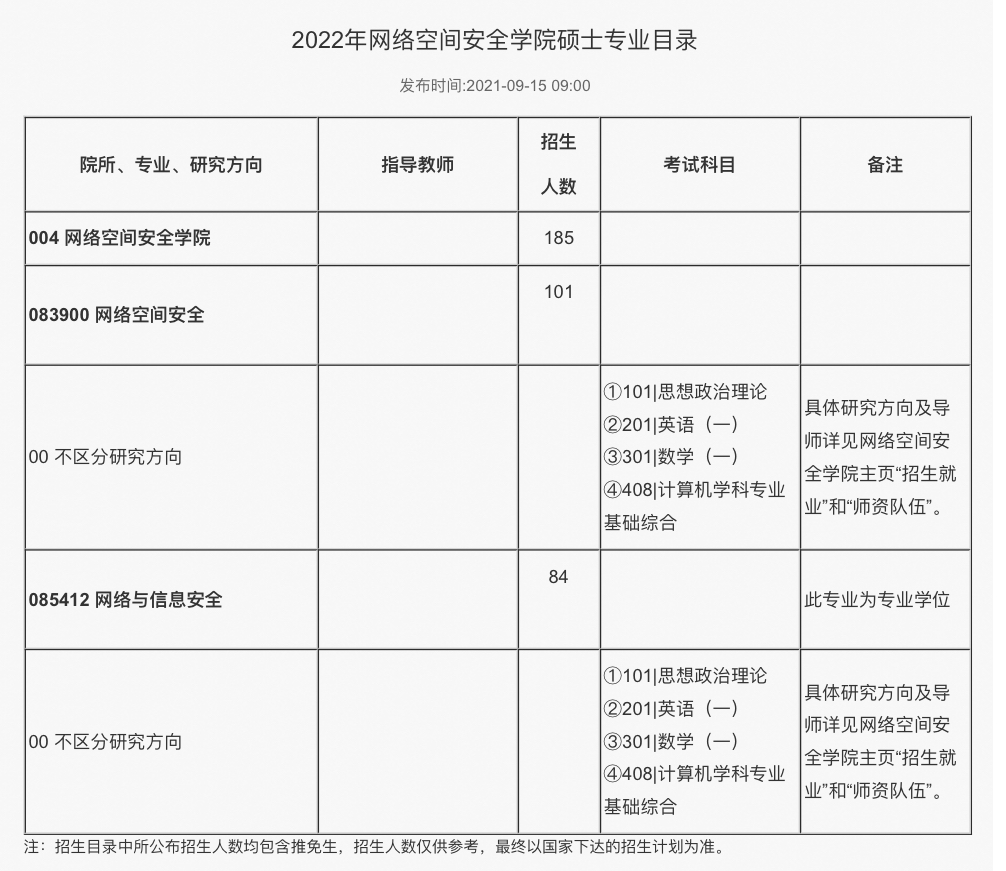 2022年网络空间安全学院硕士专业目录
发布时间:2021-09-15 09:00
院所、专业、研究方向
指导教师
招生
人数
考试科目
备注
004 网络空间安全学院
185
083900 网络空间安全
101
00 不区分研究方向
①101|思想政治理论
②201|英语（一）
③301|数学（一）
④408|计算机学科专业
基础综合
具体研究方向及导
师详见网络空间安
全学院主页“招生就
业”和“师资队伍”。
085412 网络与信息安全
84
此专业为专业学位
00 不区分研究方向
①101|思想政治理论
②201|英语（一）
③301|数学（一）
④408|计算机学科专业
基础综合
具体研究方向及导
师详见网络空间安
全学院主页“招生就
业”和“师资队伍”。
注：招生目录中所公布招生人数均包含推免生，招生人数仅供参考，最终以国家下达的招生计划为准。